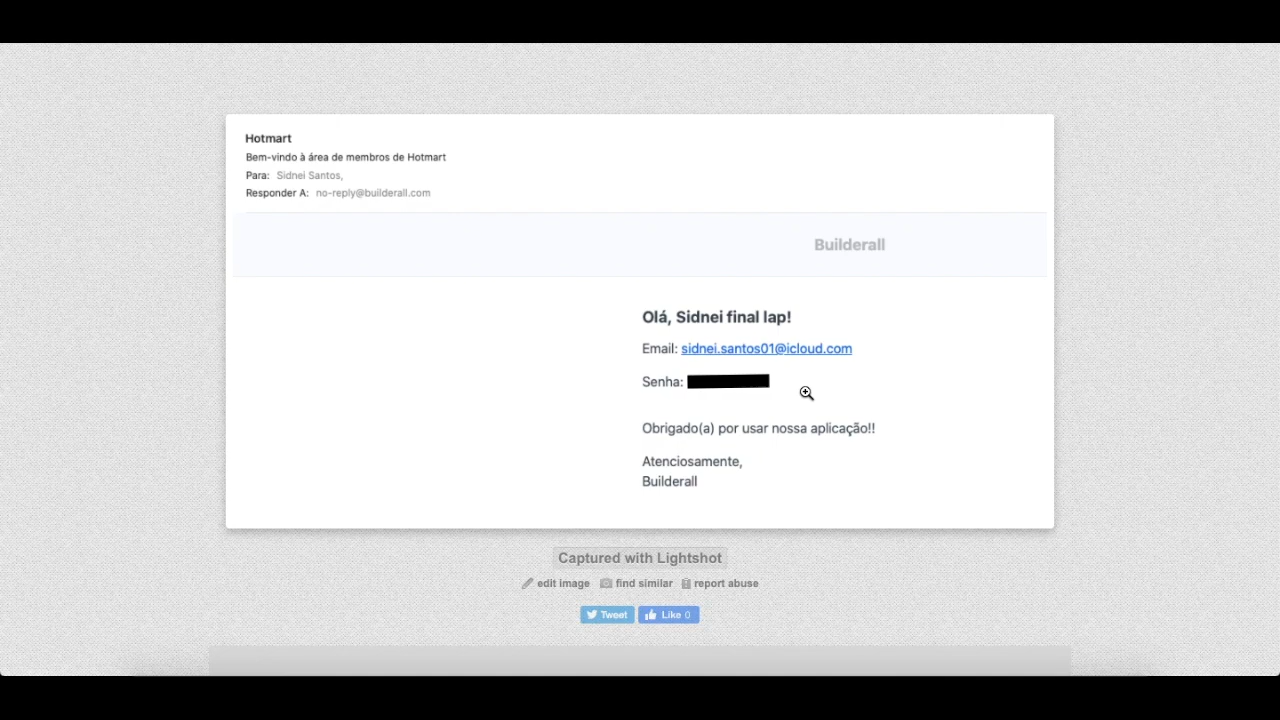 Hotmart
Bem-vindo à área de membros de Hotmart
Para: Sidnei Santos,
Responder A: no-reply@builderall.com
Builderall
Olá, Sidnei final lap!
Email: sidnei.santos01@icloud.com
Senha:
Obrigado(a) por usar nossa aplicação!!
Atenciosamente,
Builderall
Captured with Lightshot
edit image find similar report abuse
Tweet Like 0